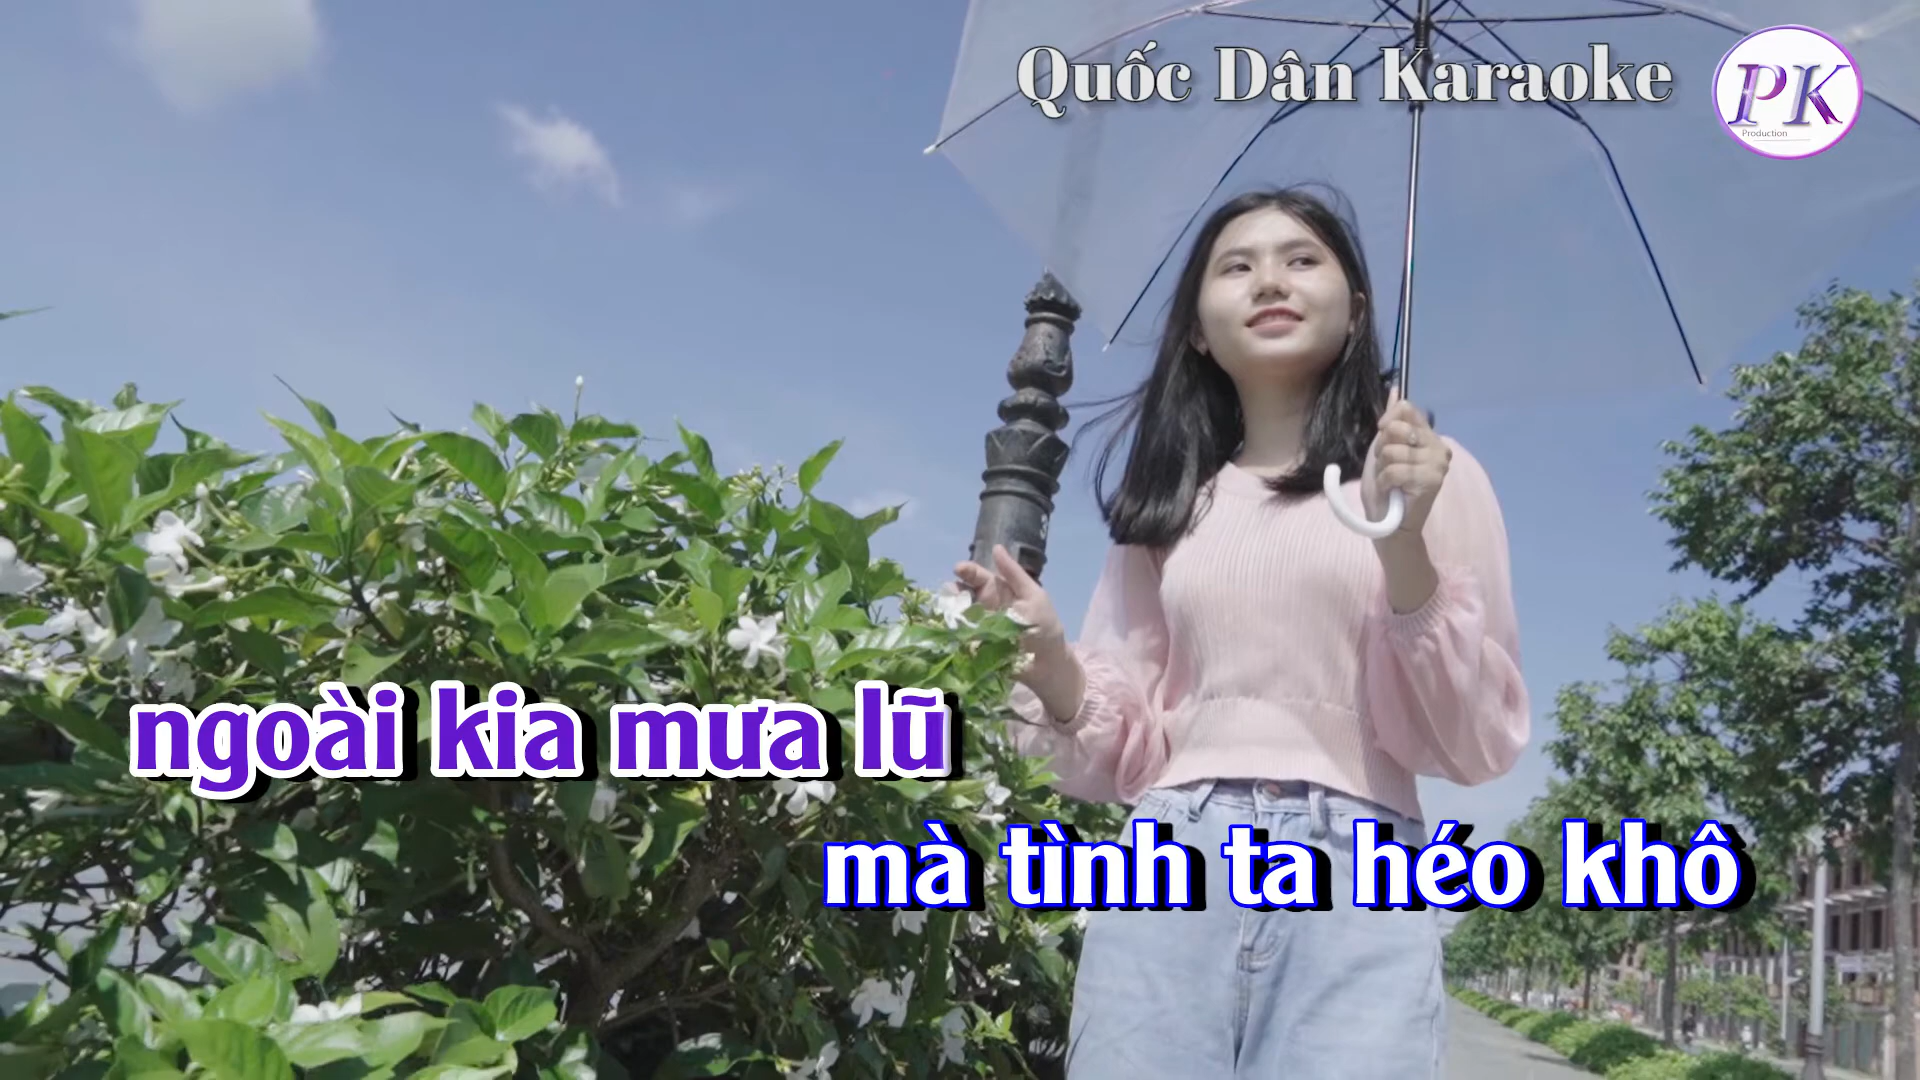 Quốc Dân Karaoke
PK
Production
ngoài kia mưa lũ
mà tình ta héo khô